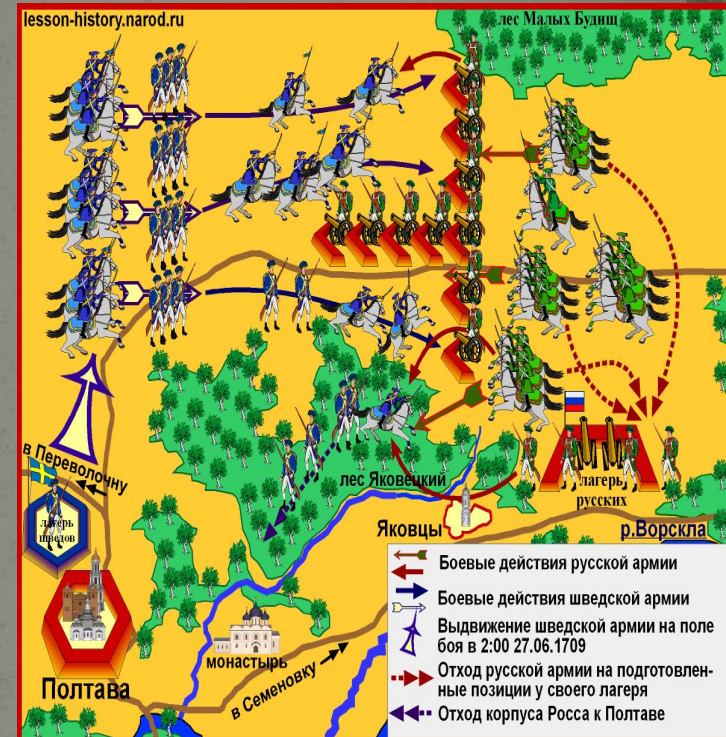 lesson-history.narod.ru
лес Малых Будищ
в Переволочну
лагерь
шведов
лес Яковецкий
лагерь
русских
Яковцы
р.Ворскла
монастырь
в Семеновку
Полтава
Боевые действия русской армии
Боевые действия шведской армии
Выдвижение шведской армии на поле
боя в 2:00 27.06.1709
Отход русской армии на подготовлен-
ные позиции у своего лагеря
Отход корпуса Росса к Полтаве